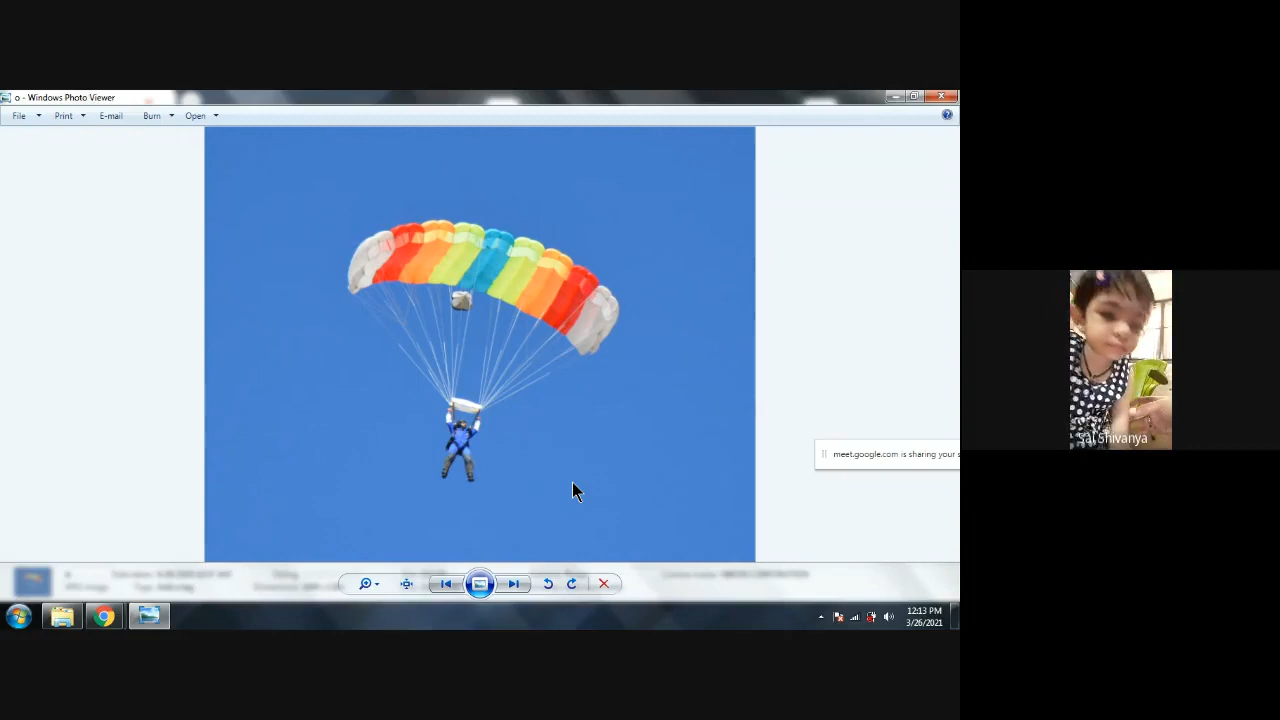 o - Windows Photo Viewer
File Print E-mail Burn Open
meet.google.com is sharing your s
Sai Shivanya
12:13 PM
3/26/2021